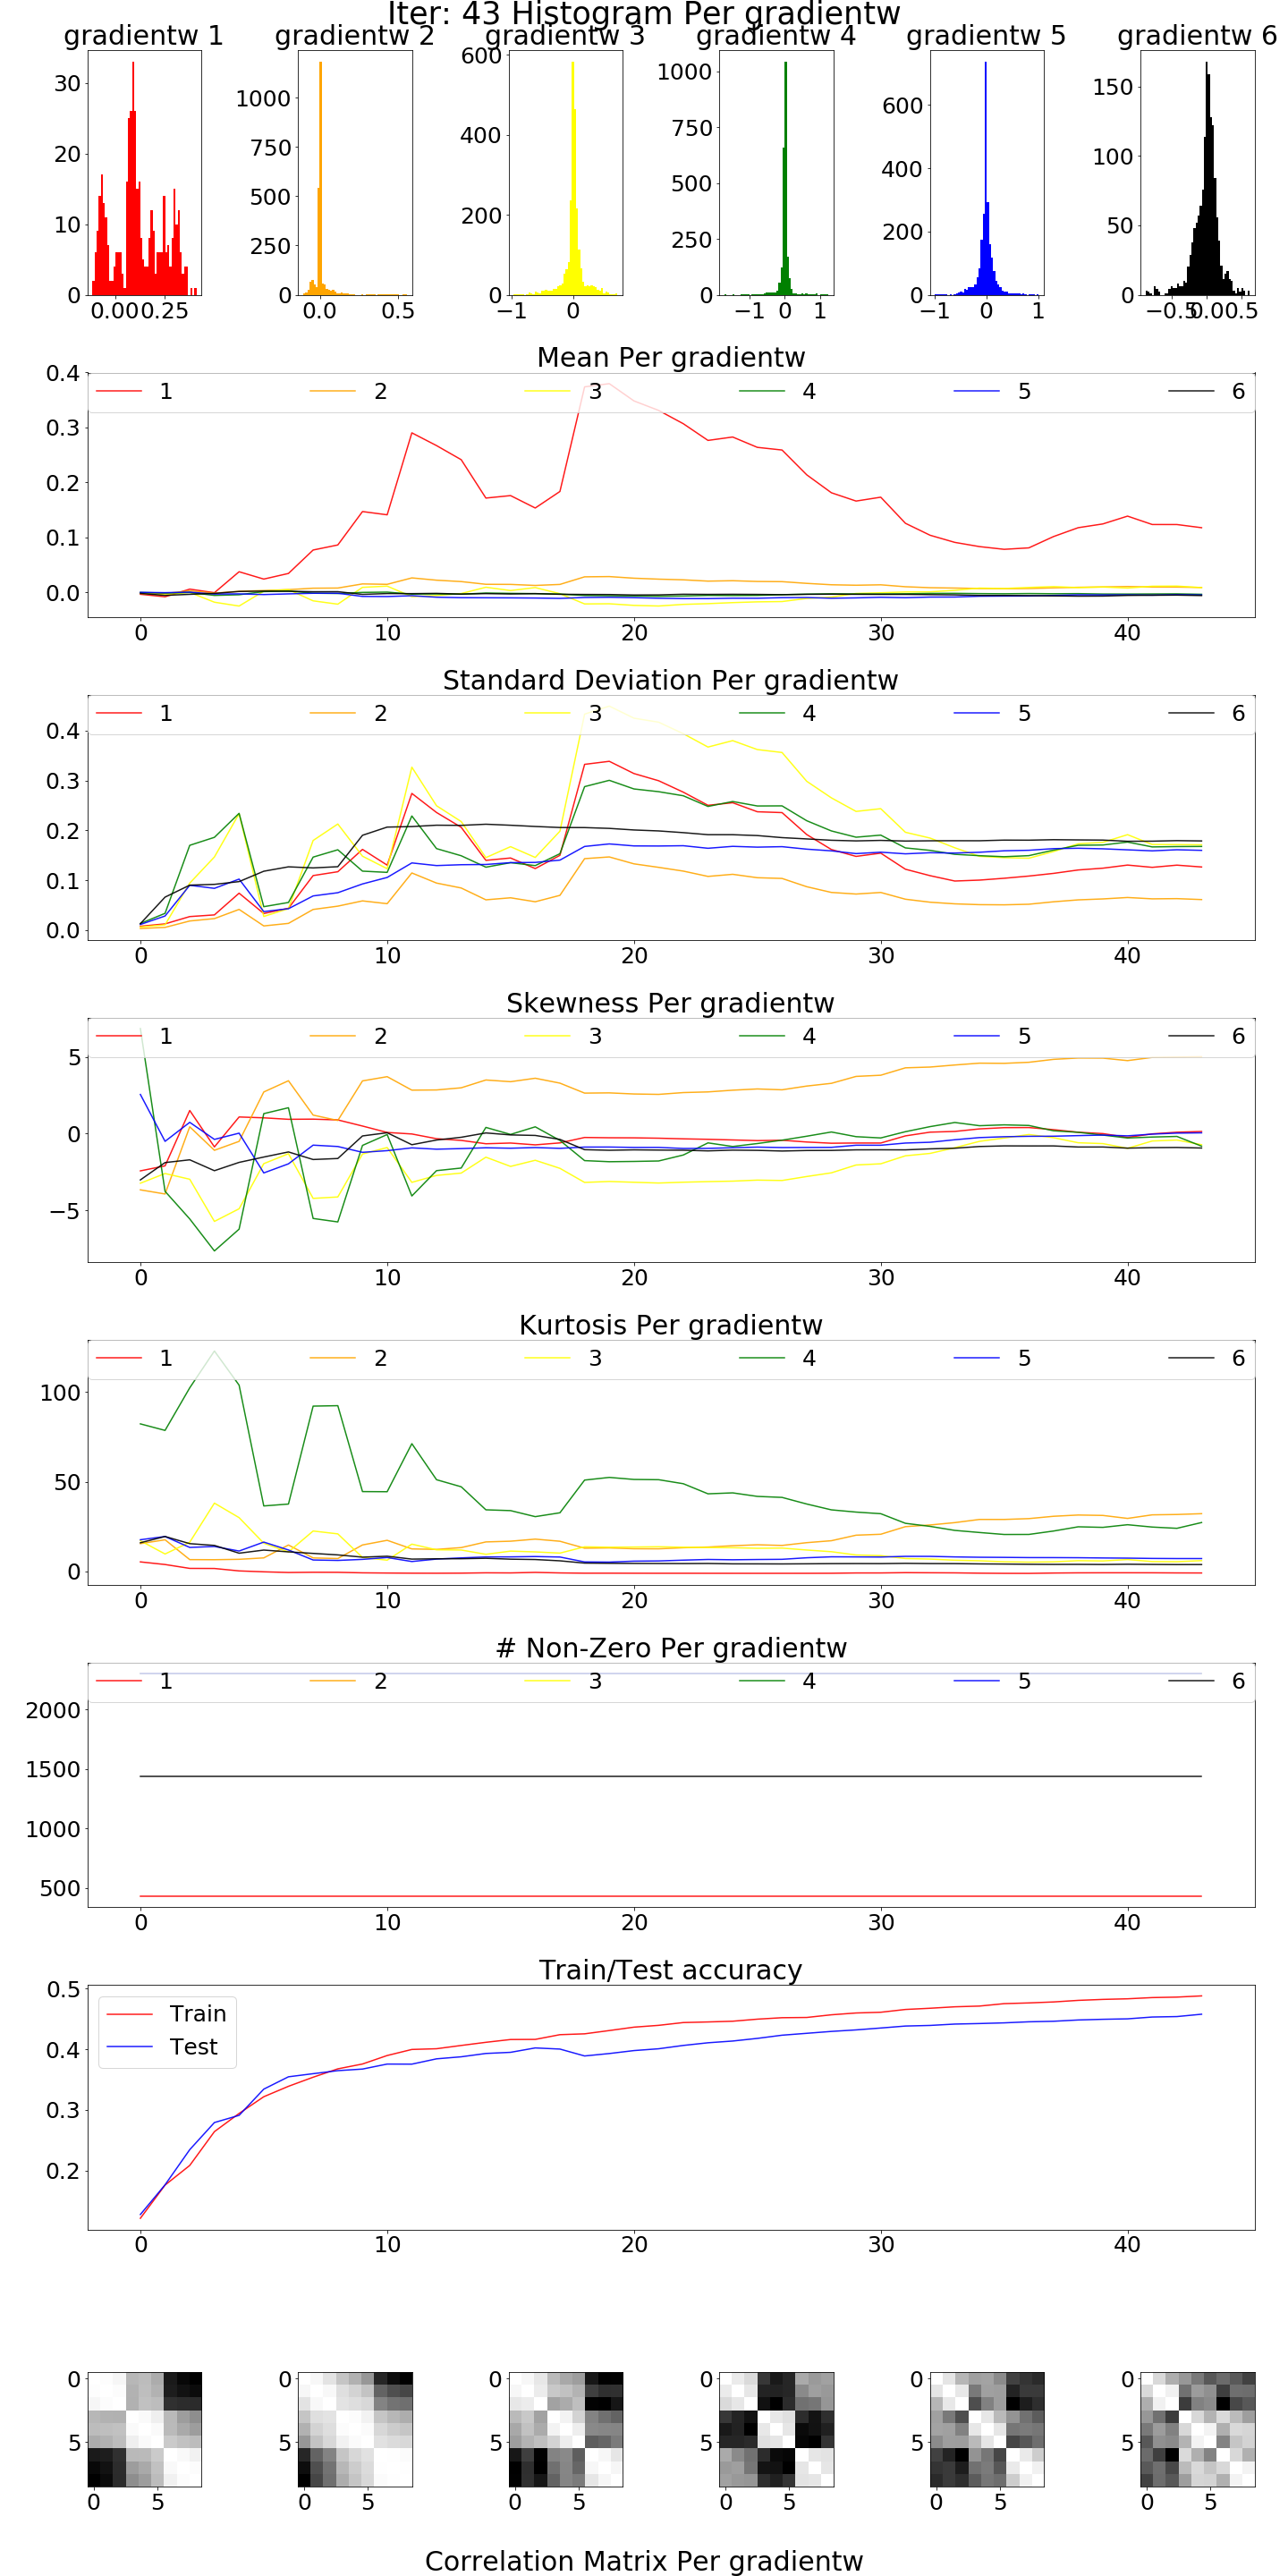 Iter: 43 Histogram Per gradientw
gradientw 1 gradientw 2 gradientw 3 gradientw 4 gradientw 5 gradientw 6
30
20
10
0
0.00 0.25
1000
750
500
250
0
0.0 0.5
600
400
200
0
−1 0
1000
750
500
250
0
−1 0 1
600
400
200
0
−1 0 1
150
100
50
0
−0.5 0.0 0.5
Mean Per gradientw
1 2 3 4 5 6
0.4
0.3
0.2
0.1
0.0
0 10 20 30 40
Standard Deviation Per gradientw
1 2 3 4 5 6
0.4
0.3
0.2
0.1
0.0
0 10 20 30 40
Skewness Per gradientw
1 2 3 4 5 6
5
0
−5
0 10 20 30 40
Kurtosis Per gradientw
1 2 3 4 5 6
100
50
0
0 10 20 30 40
# Non-Zero Per gradientw
1 2 3 4 5 6
2000
1500
1000
500
0 10 20 30 40
Train/Test accuracy
Train
Test
0.5
0.4
0.3
0.2
0 10 20 30 40
0
5
0 5
0
5
0 5
0
5
0 5
0
5
0 5
0
5
0 5
0
5
0 5
Correlation Matrix Per gradientw